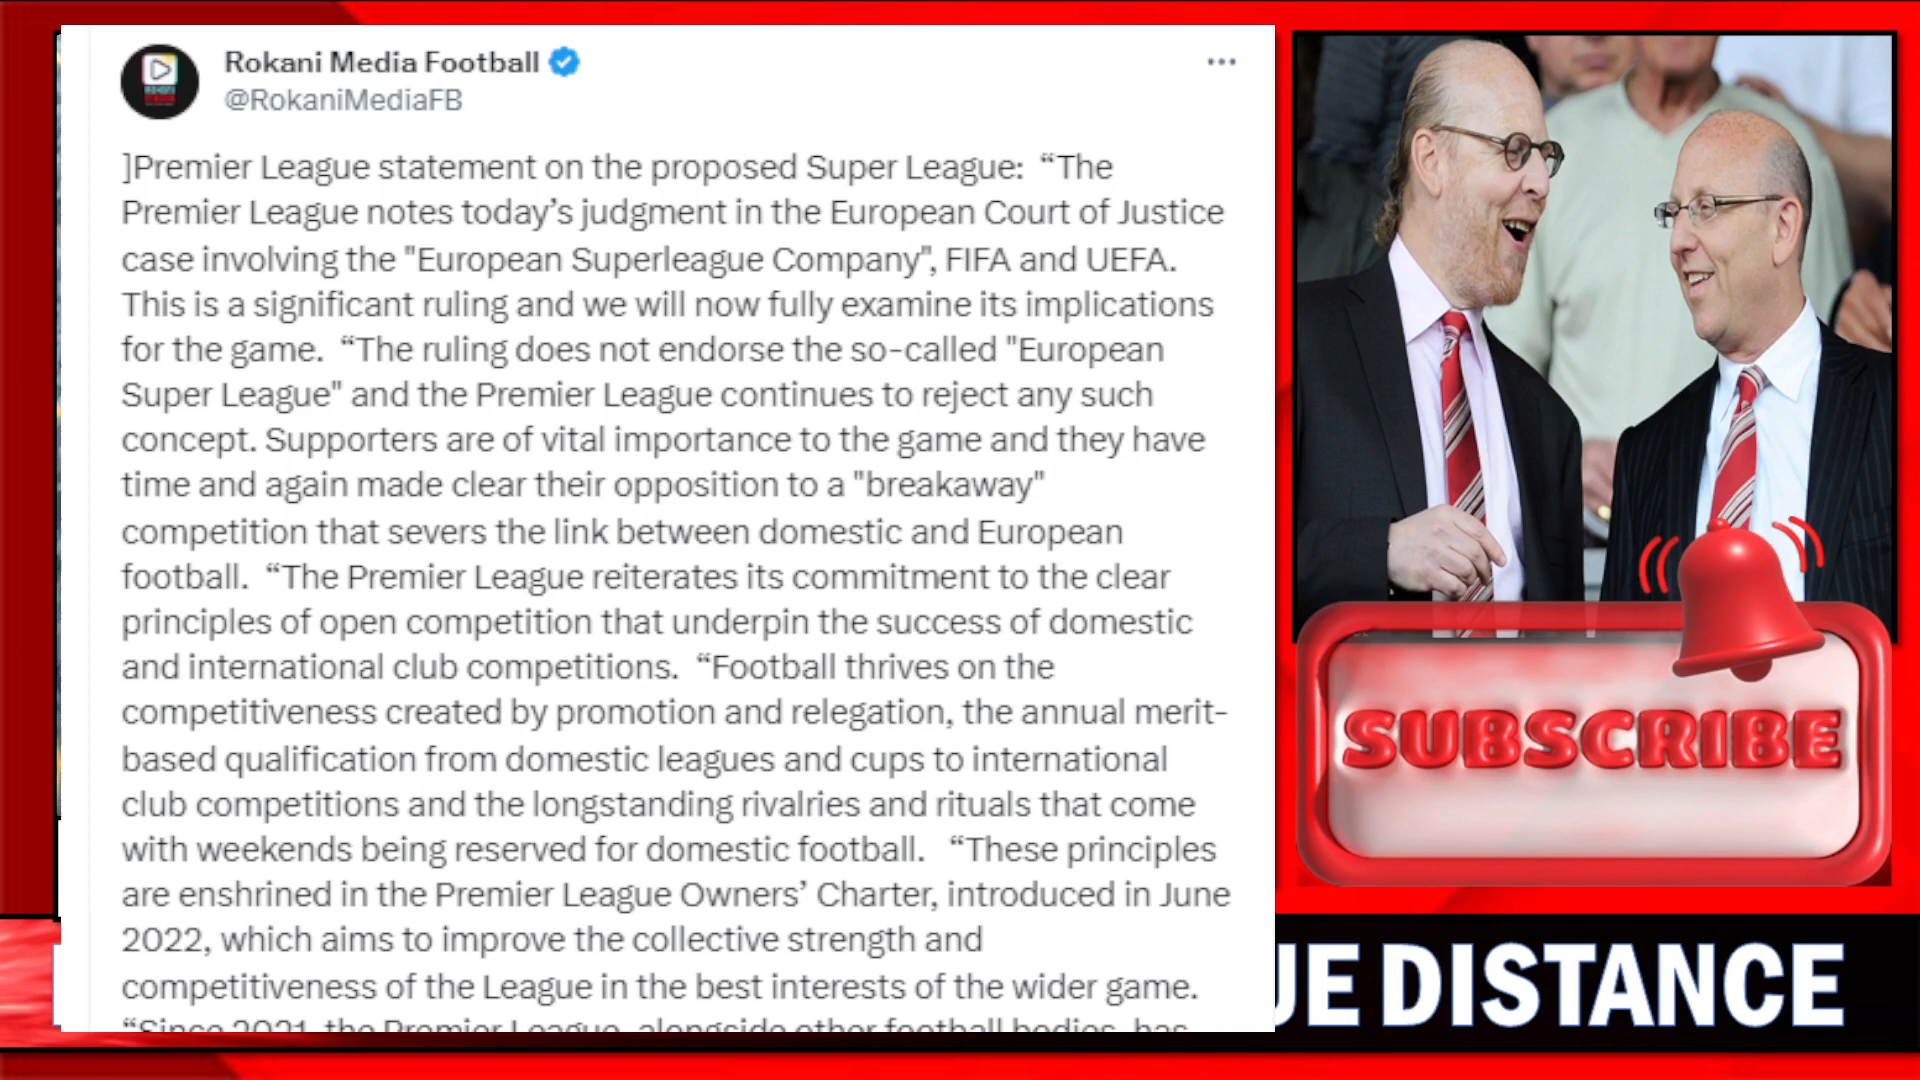 Rokani Media Football
@RokaniMediaFB
]Premier League statement on the proposed Super League:  “The
Premier League notes today’s judgment in the European Court of Justice
case involving the "European Superleague Company", FIFA and UEFA.
This is a significant ruling and we will now fully examine its implications
for the game.  “The ruling does not endorse the so-called "European
Super League" and the Premier League continues to reject any such
concept. Supporters are of vital importance to the game and they have
time and again made clear their opposition to a "breakaway"
competition that severs the link between domestic and European
football.  “The Premier League reiterates its commitment to the clear
principles of open competition that underpin the success of domestic
and international club competitions.  “Football thrives on the
competitiveness created by promotion and relegation, the annual merit-
based qualification from domestic leagues and cups to international
club competitions and the longstanding rivalries and rituals that come
with weekends being reserved for domestic football.   “These principles
are enshrined in the Premier League Owners’ Charter, introduced in June
2022, which aims to improve the collective strength and
competitiveness of the League in the best interests of the wider game.
“Since 2021, the Premier League, alongside other football bodies, has
SUBSCRIBE
UE DISTANCE